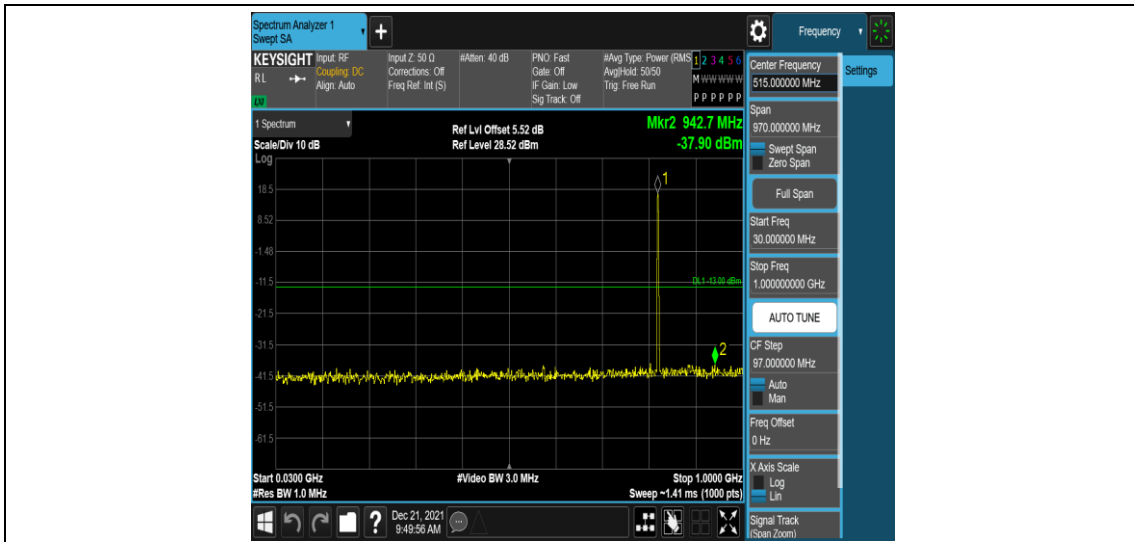 Spectrum Analyzer 1
Swept SA
+
Frequency
KEYSIGHT
RL
LM
Input: RF
Coupling: DC
Align: Auto
Input Z: 50 Ω
Corrections: Off
Freq Ref: Int (S)
#Atten: 40 dB
PNO: Fast
Gate: Off
IF Gain: Low
Sig Track: Off
#Avg Type: Power (RMS
Avg|Hold: 50/50
Trig: Free Run
1 2 3 4 5 6
M W W W W W
P P P P P P
1 Spectrum
Scale/Div 10 dB
Ref Lvl Offset 5.52 dB
Ref Level 28.52 dBm
Mkr2 942.7 MHz
-37.90 dBm
Log
18.5
8.52
-1.48
-11.5
-21.5
-31.5
-41.5
-51.5
-61.5
1
DL1 -13.00 dBm
2
Start 0.0300 GHz
#Res BW 1.0 MHz
#Video BW 3.0 MHz
Stop 1.0000 GHz
Sweep ~1.41 ms (1000 pts)
Center Frequency
515.000000 MHz
Settings
Span
970.000000 MHz
Swept Span
Zero Span
Full Span
Start Freq
30.000000 MHz
Stop Freq
1.000000000 GHz
AUTO TUNE
CF Step
97.000000 MHz
Auto
Man
Freq Offset
0 Hz
X Axis Scale
Log
Lin
Signal Track
(Span Zoom)
?
Dec 21, 2021
9:49:56 AM